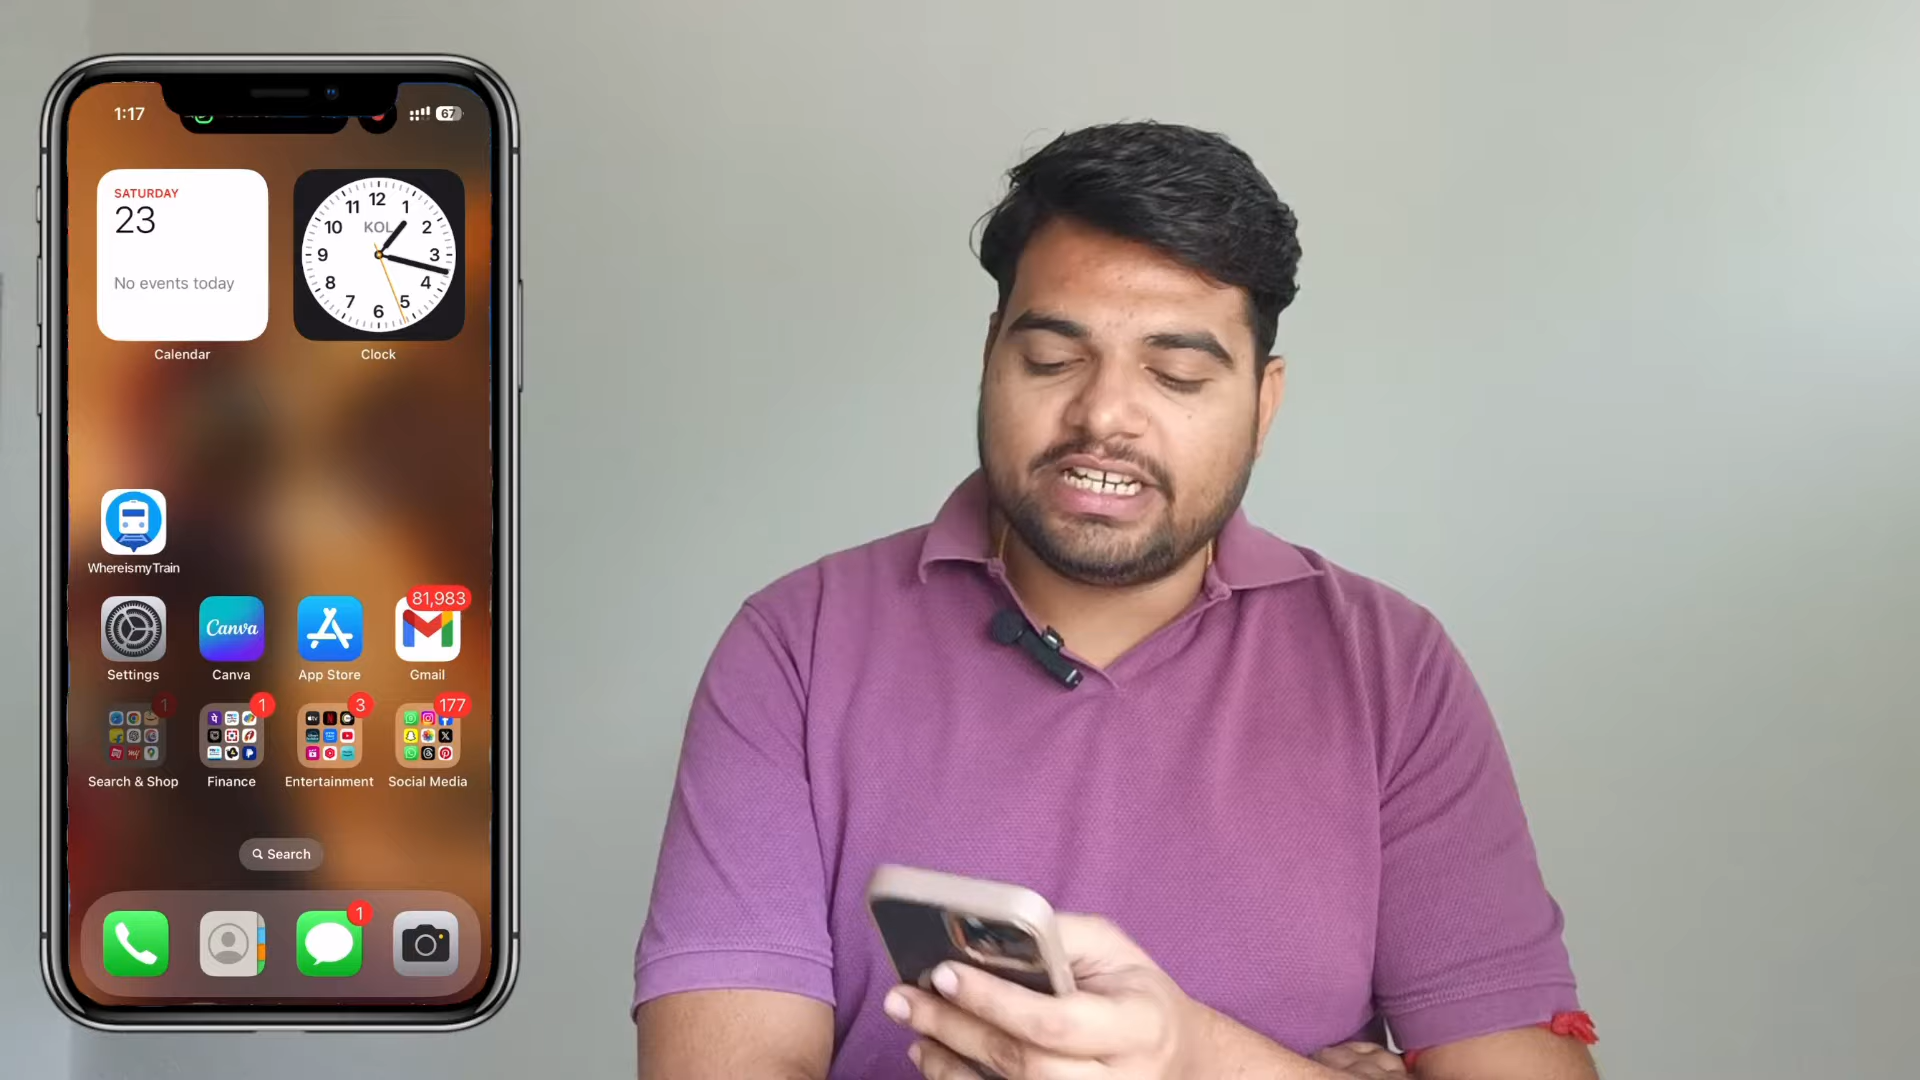 1:17
67
SATURDAY
23
No events today
Calendar
12
11
1
10
KOL
2
9
3
8
4
7
5
6
Clock
WhereismyTrain
81,983
Canva
Settings
Canva
App Store
Gmail
1
1
3
177
Search & Shop
Finance
Entertainment
Social Media
Search
1